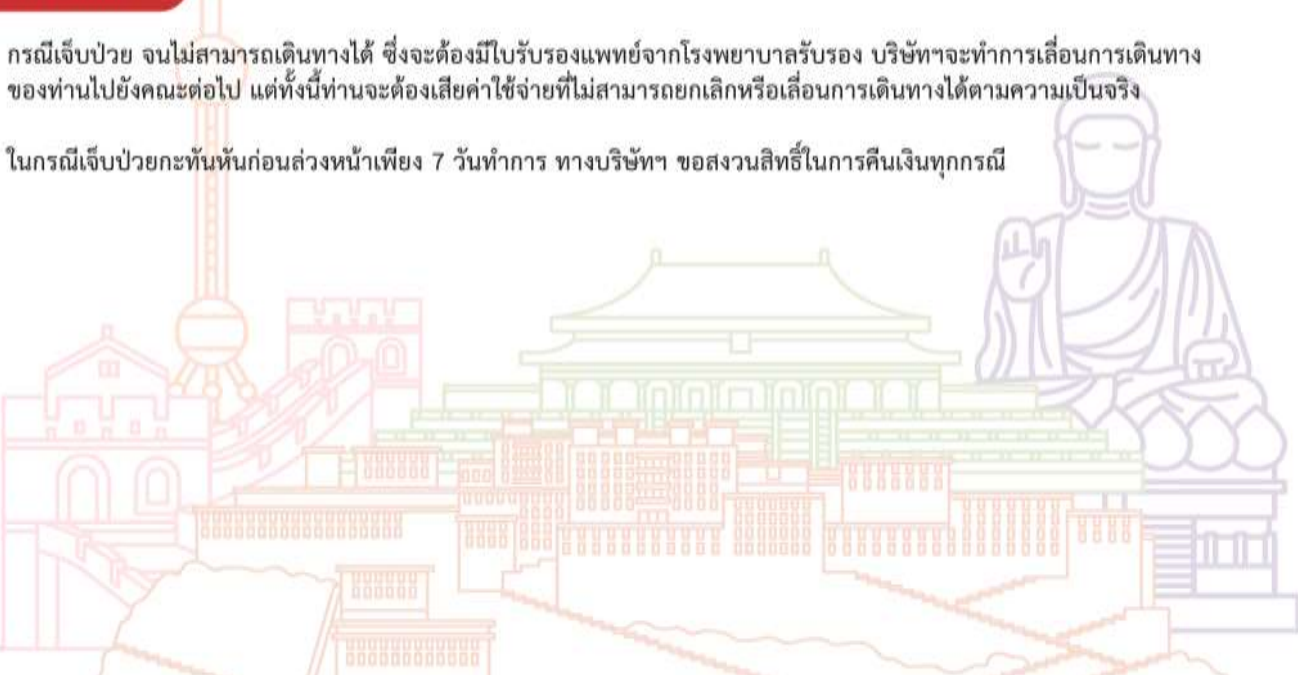 กรณีเจ็บป่วย จนไม่สามารถเดินทางได้ ซึ่งจะต้องมีใบรับรองแพทย์จากโรงพยาบาลรับรอง บริษัทฯจะทำการเลื่อนการเดินทาง
ของท่านไปยังคณะต่อไป แต่ทั้งนี้ท่านจะต้องเสียค่าใช้จ่ายที่ไม่สามารถยกเลิกหรือเลื่อนการเดินทางได้ตามความเป็นจริง
ในกรณีเจ็บป่วยกะทันหันก่อนล่วงหน้าเพียง 7 วันทำการ ทางบริษัทฯ ขอสงวนสิทธิ์ในการคืนเงินทุกกรณี